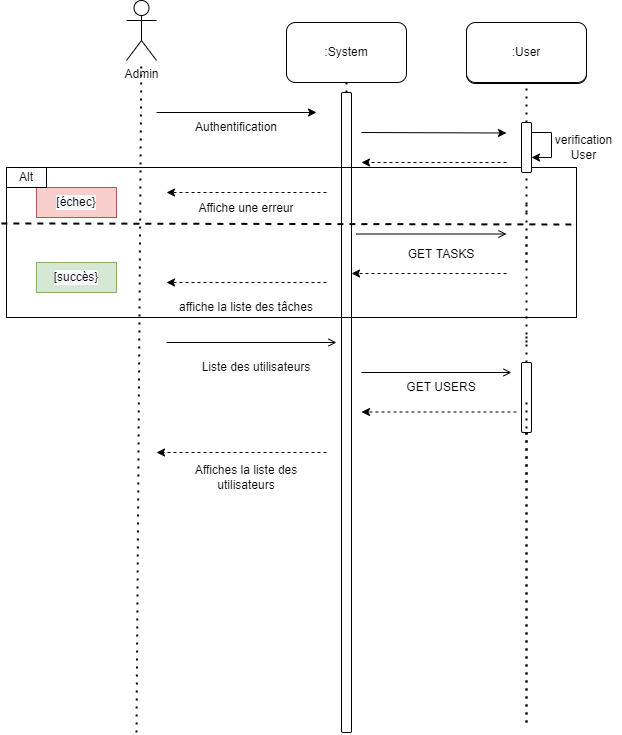 :System
:User
Admin
Authentification
verification
User
Alt
[échec}
Affiche une erreur
GET TASKS
[succès}
affiche la liste des tâches
Liste des utilisateurs
GET USERS
Affiches la liste des
utilisateurs